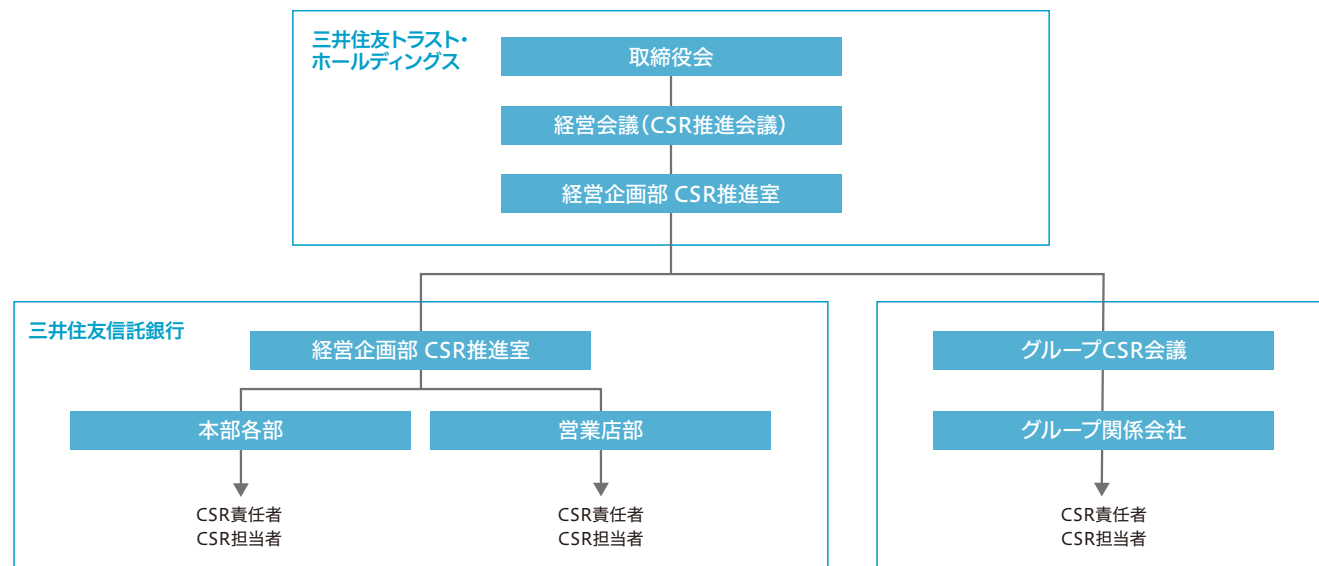 三井住友トラスト・
ホールディングス
取締役会
経営会議（CSR推進会議）
経営企画部 CSR推進室
三井住友信託銀行
経営企画部 CSR推進室
本部各部
営業店部
CSR責任者
CSR担当者
CSR責任者
CSR担当者
グループCSR会議
グループ関係会社
CSR責任者
CSR担当者